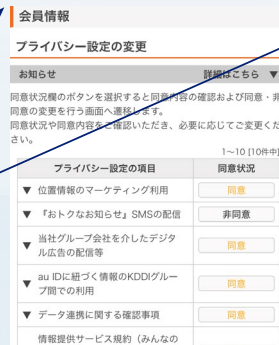 会員情報
プライバシー設定の変更
お知らせ 詳細はこちら ▼
同意状況欄のボタンを選択すると同意内容の確認および同意・非
同意の変更を行う画面へ遷移します。
同意状況や同意内容をご確認いただき、必要に応じてご変更くだ
さい。
1～10 [10件中]
プライバシー設定の項目 同意状況
▼ 位置情報のマーケティング利用 同意
▼ 『おトクなお知らせ』SMSの配信 非同意
▼ 当社グループ会社を介したデジタ
ル広告の配信等 同意
▼ au IDに紐づく情報のKDDIグルー
プ間での利用 同意
▼ データ連携に関する確認事項 同意
情報提供サービス規約（みんなの